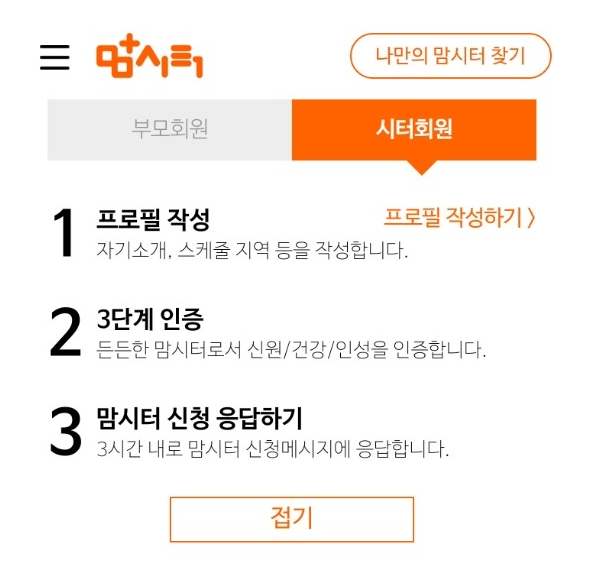 맘시터
나만의 맘시터 찾기
부모회원
시터회원
1
프로필 작성
프로필 작성하기 〉
자기소개, 스케줄 지역 등을 작성합니다.
2
3단계 인증
든든한 맘시터로서 신원/건강/인성을 인증합니다.
3
맘시터 신청 응답하기
3시간 내로 맘시터 신청메시지에 응답합니다.
접기